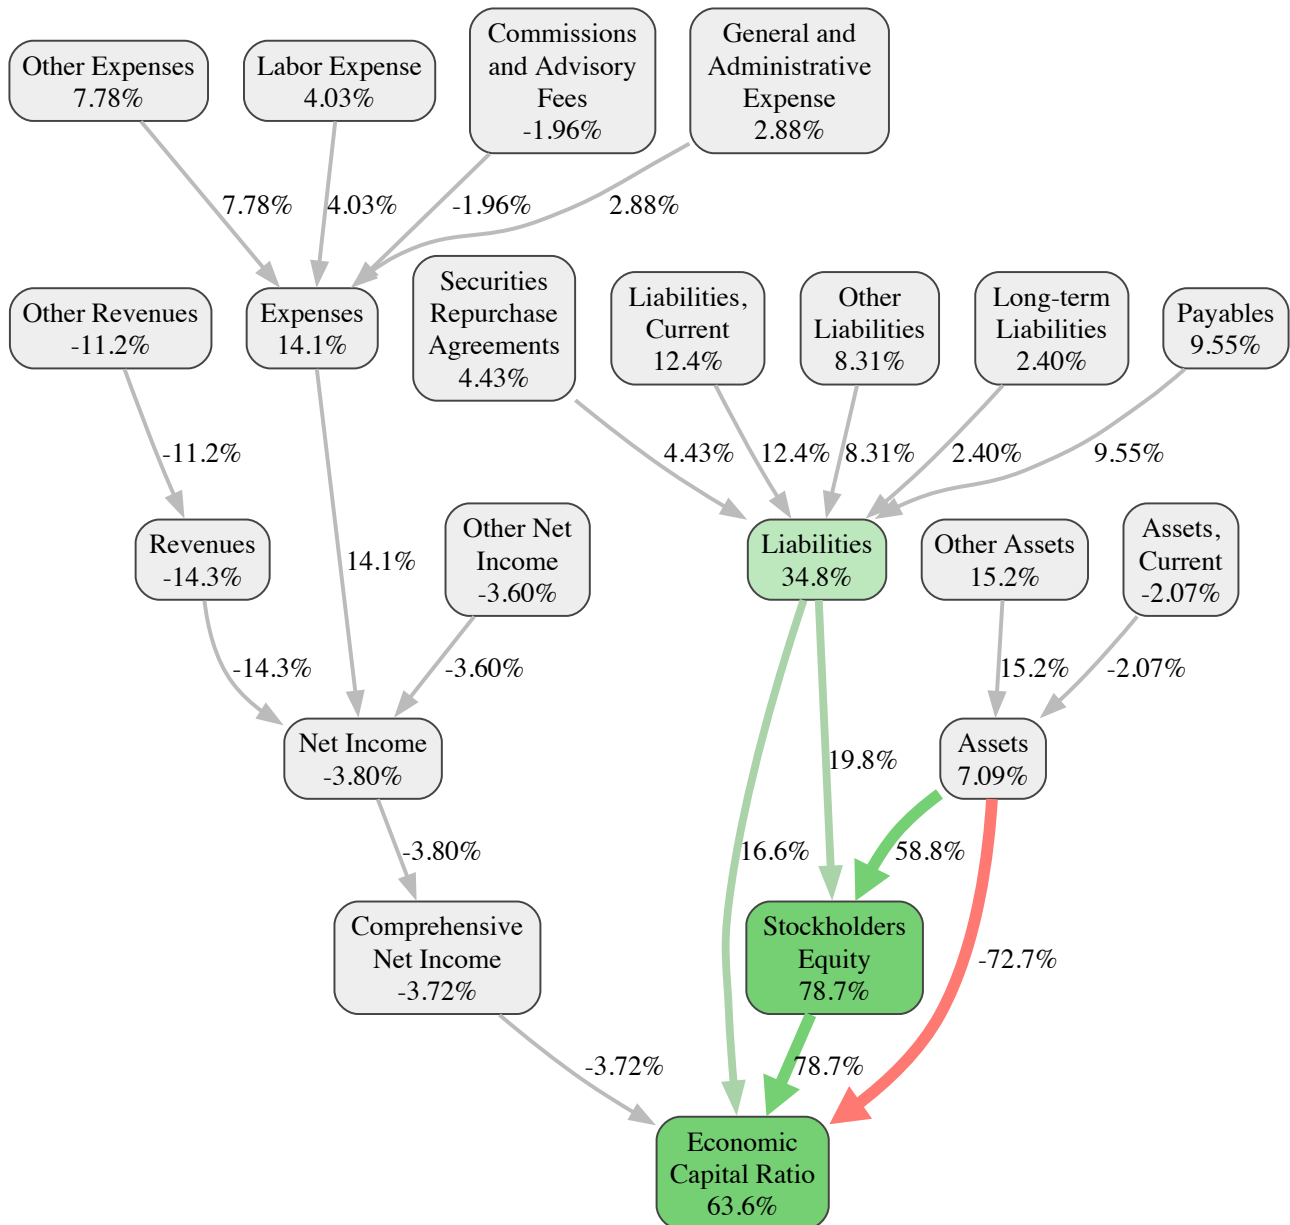 Other Expenses
7.78%
Labor Expense
4.03%
Commissions
and Advisory
Fees
-1.96%
General and
Administrative
Expense
2.88%
7.78%
4.03%
-1.96%
2.88%
Other Revenues
-11.2%
Expenses
14.1%
Securities
Repurchase
Agreements
4.43%
Liabilities,
Current
12.4%
Other
Liabilities
8.31%
Long-term
Liabilities
2.40%
Payables
9.55%
-11.2%
4.43%
12.4%
8.31%
2.40%
9.55%
Revenues
-14.3%
14.1%
Other Net
Income
-3.60%
Liabilities
34.8%
Other Assets
15.2%
Assets,
Current
-2.07%
-14.3%
-3.60%
15.2%
-2.07%
Net Income
-3.80%
19.8%
Assets
7.09%
-3.80%
16.6%
58.8%
Comprehensive
Net Income
-3.72%
Stockholders
Equity
78.7%
-72.7%
-3.72%
78.7%
Economic
Capital Ratio
63.6%